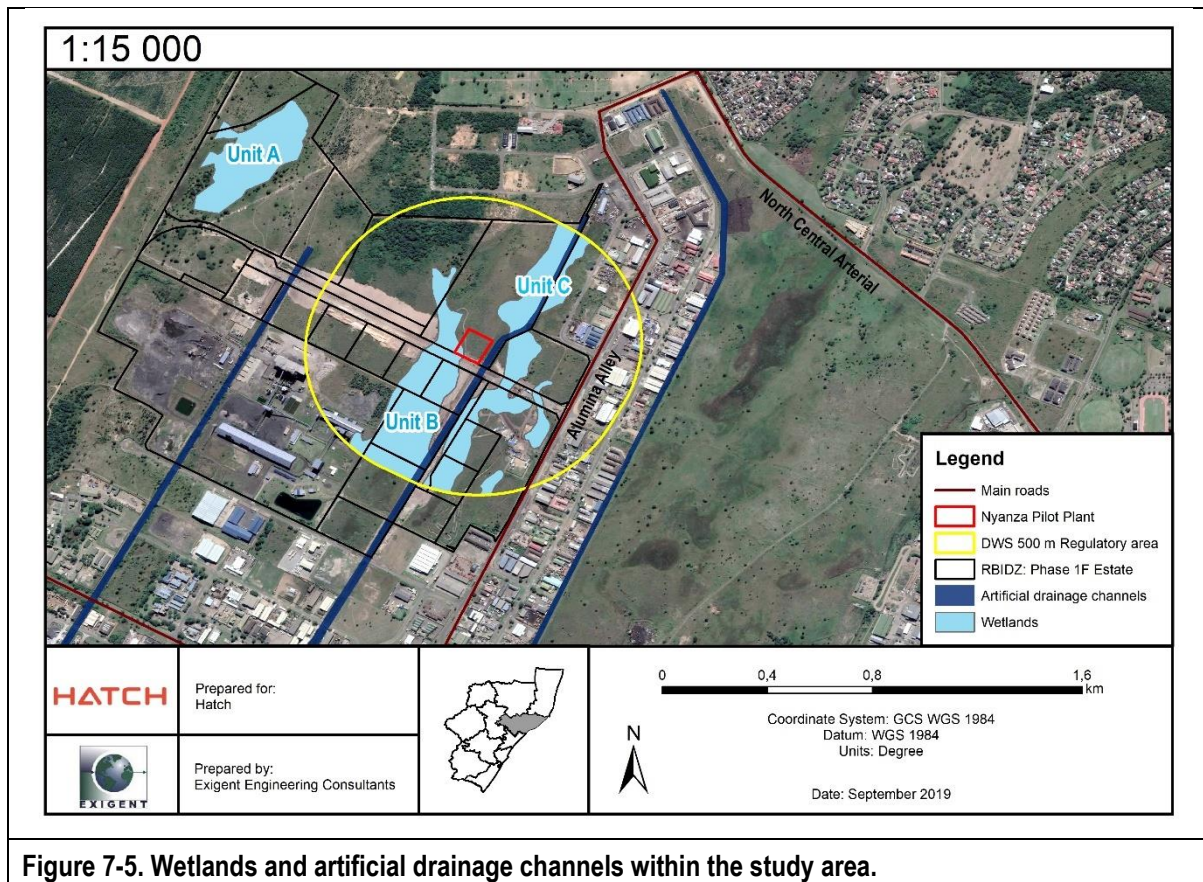 1:15 000
Unit A
Unit C
Unit B
North Central Arterial
Alumina Alley
Legend
Main roads
Nyanza Pilot Plant
DWS 500 m Regulatory area
RBIDZ: Phase 1F Estate
Artificial drainage channels
Wetlands
HATCH
Prepared for:
Hatch
EXIGENT
Prepared by:
Exigent Engineering Consultants
N
0 0,4 0,8 1,6
km
Coordinate System: GCS WGS 1984
Datum: WGS 1984
Units: Degree
Date: September 2019
Figure 7-5. Wetlands and artificial drainage channels within the study area.